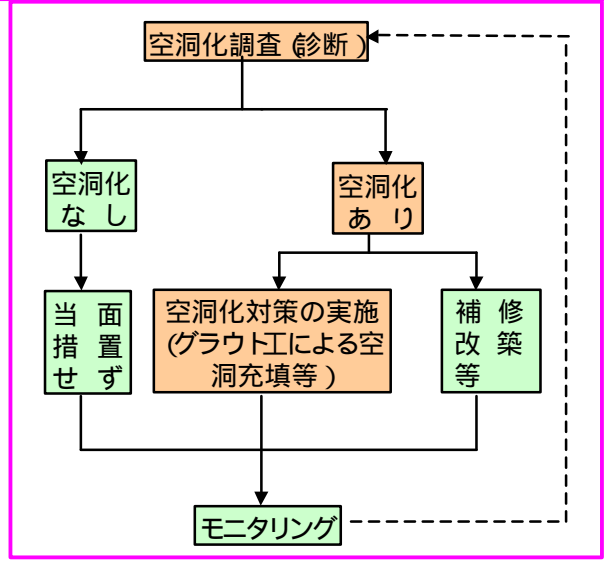 空洞化調査(診断)
空洞化
なし
空洞化
あり
当面
措置
せず
空洞化対策の実施
(グラウト工による空
洞充填等)
補修
改築
等
モニタリング